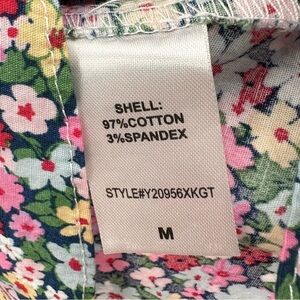 SHELL:
97%COTTON
3%SPANDEX
STYLE#Y20956XKGT
M